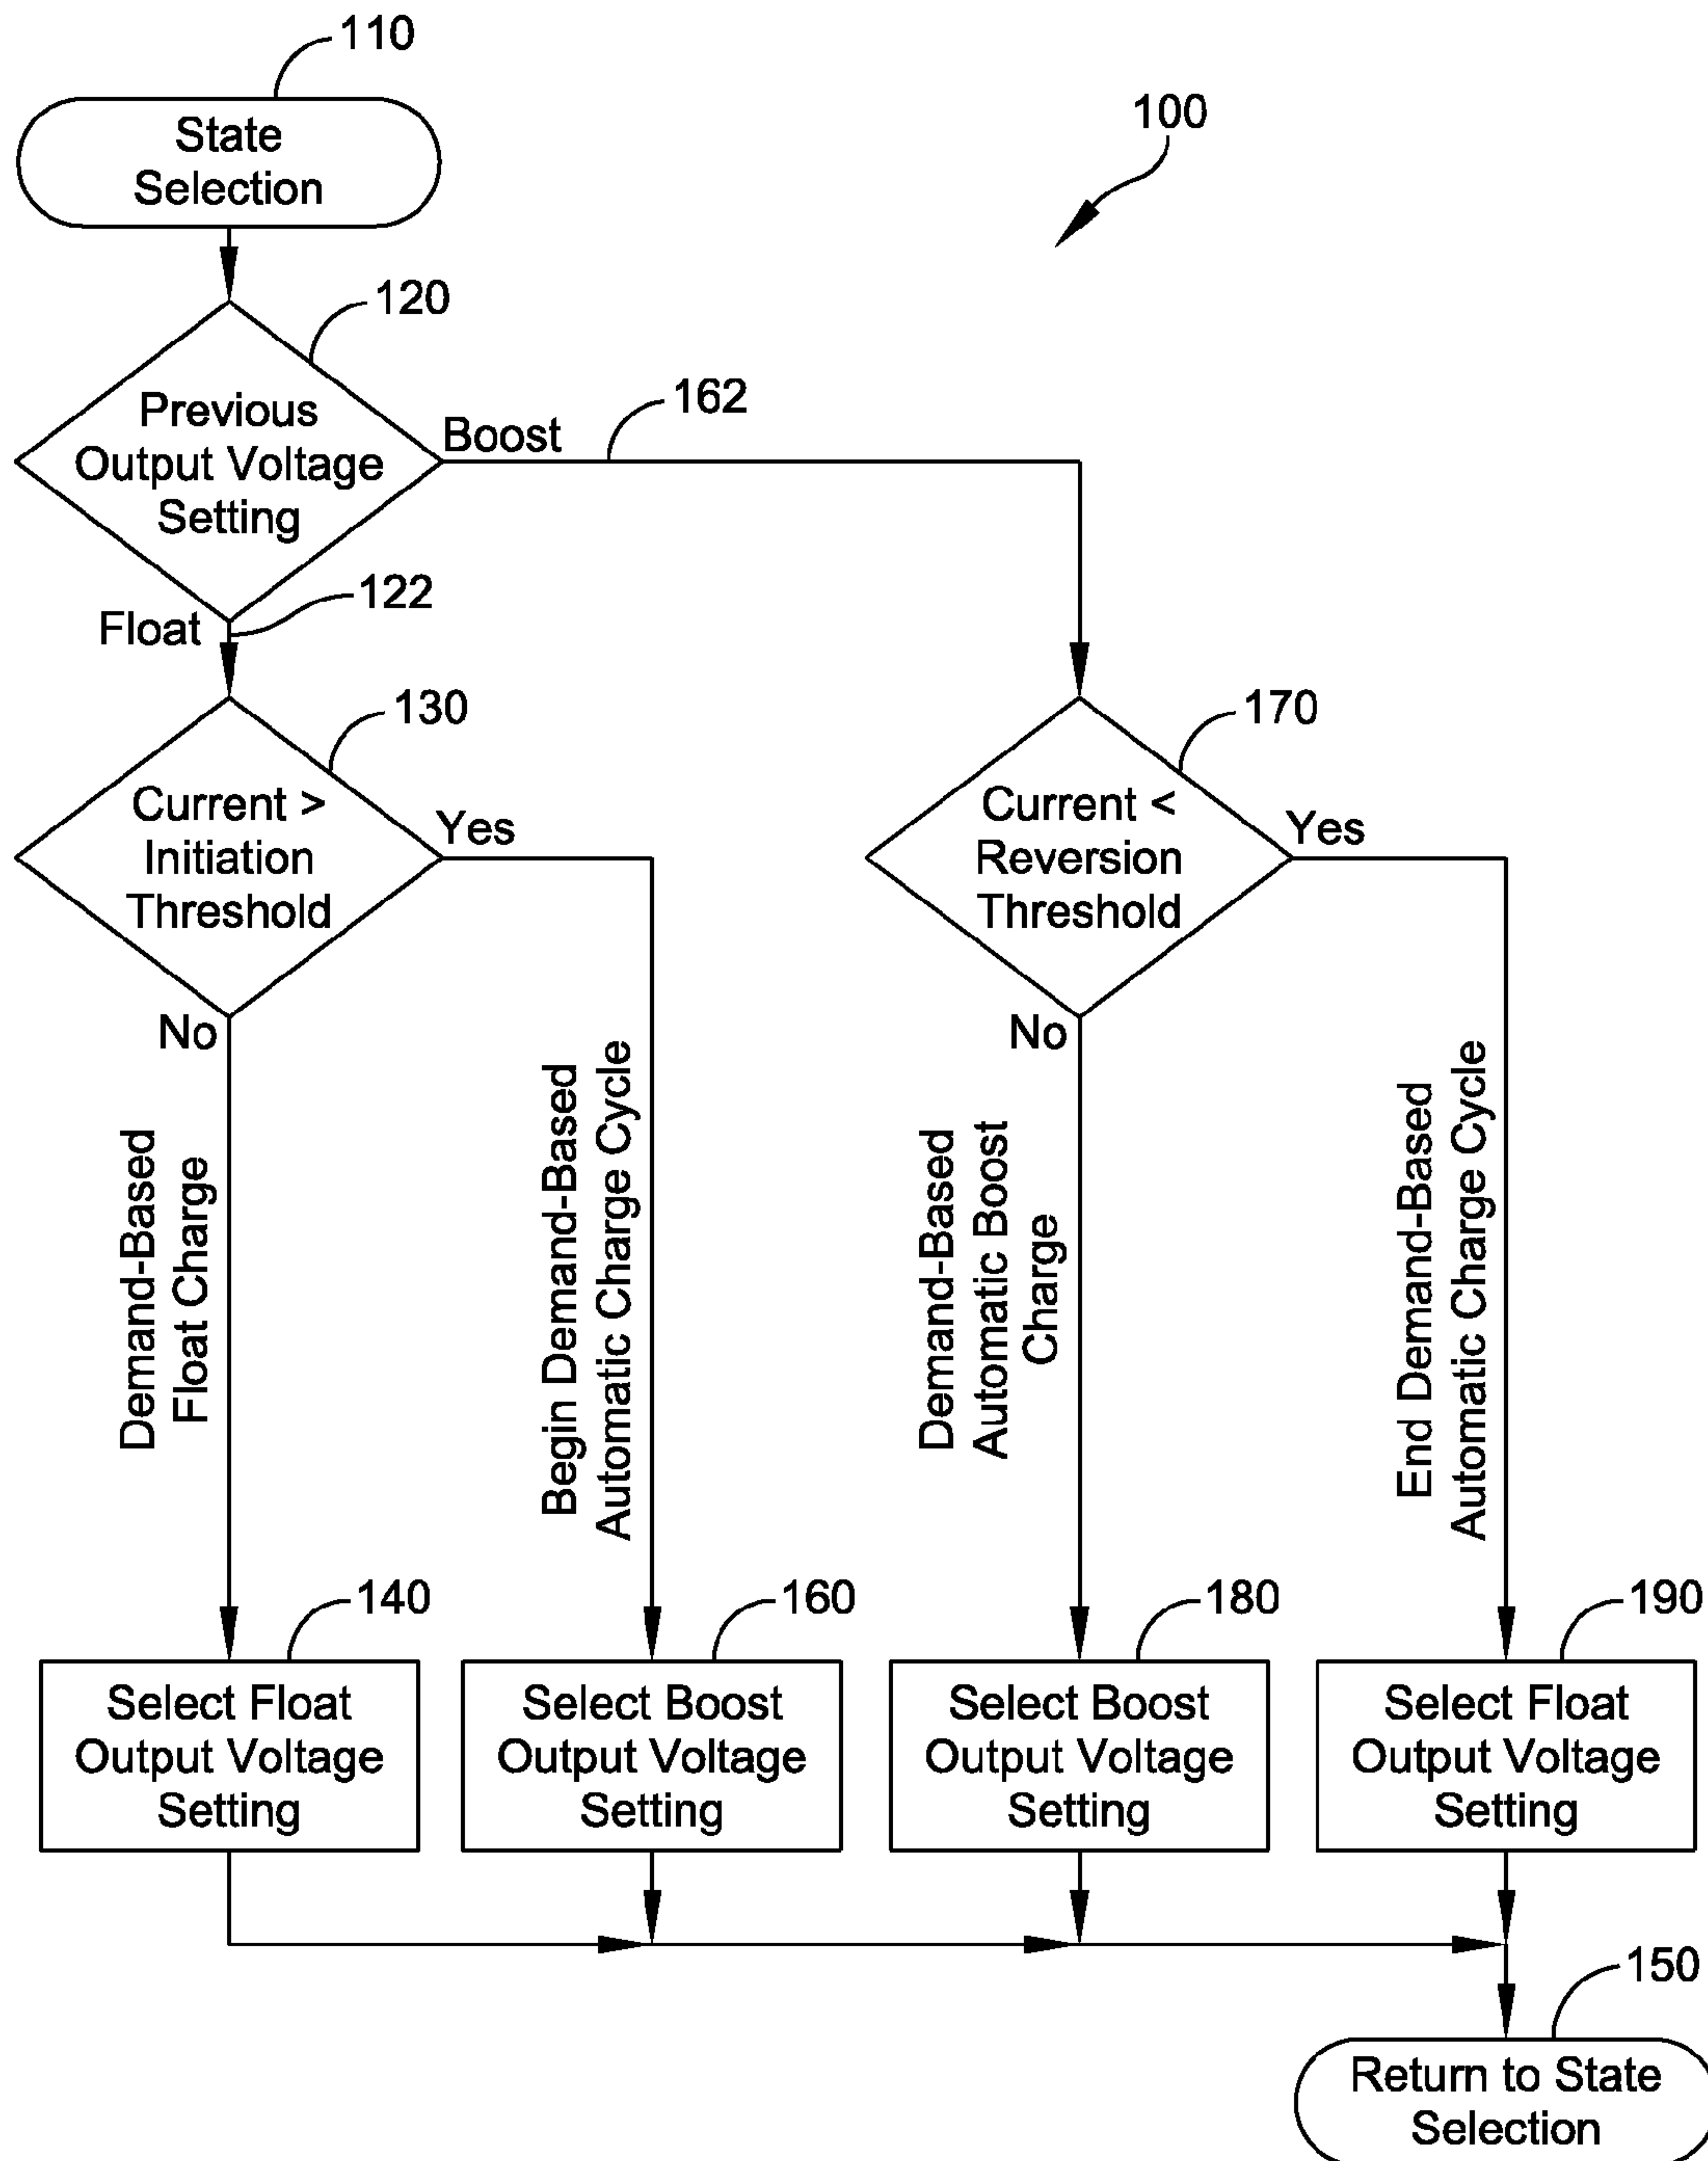 110
State
Selection
100
120
Previous
Output Voltage
Setting
Boost
162
Float
122
130
Current >
Initiation
Threshold
Yes
No
170
Current <
Reversion
Threshold
Yes
No
Demand-Based
Float Charge
Begin Demand-Based
Automatic Charge Cycle
Demand-Based
Automatic Boost
Charge
End Demand-Based
Automatic Charge Cycle
140
Select Float
Output Voltage
Setting
160
Select Boost
Output Voltage
Setting
180
Select Boost
Output Voltage
Setting
190
Select Float
Output Voltage
Setting
150
Return to State
Selection